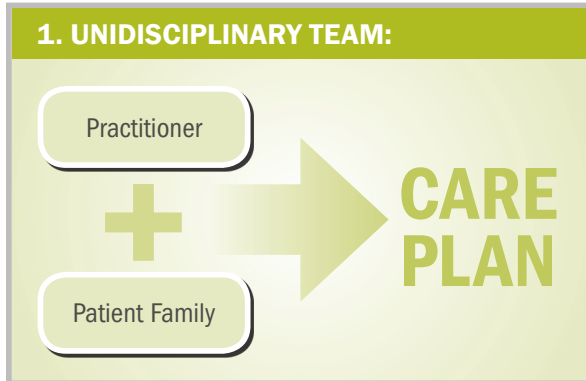 1. UNIDISCIPLINARY TEAM:
Practitioner
Patient Family
CARE
PLAN